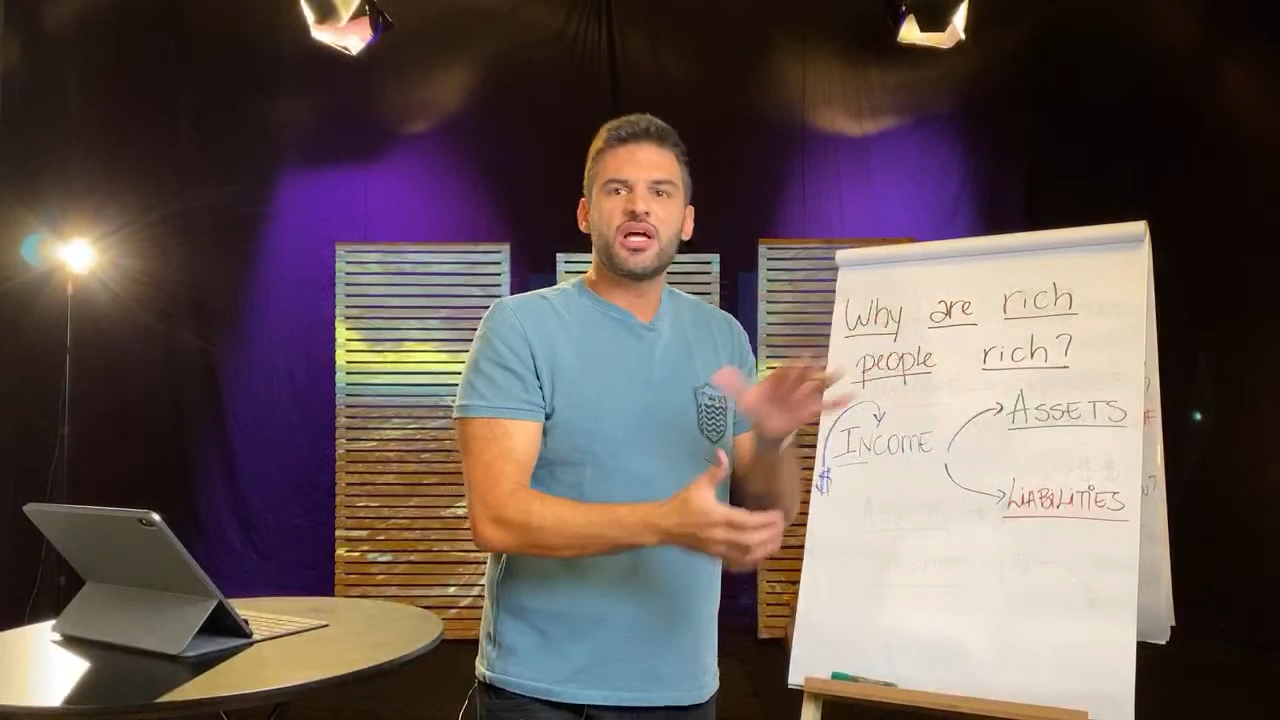 Why are rich
people rich?
ASSETS
INCOME
$
LIABILITIES